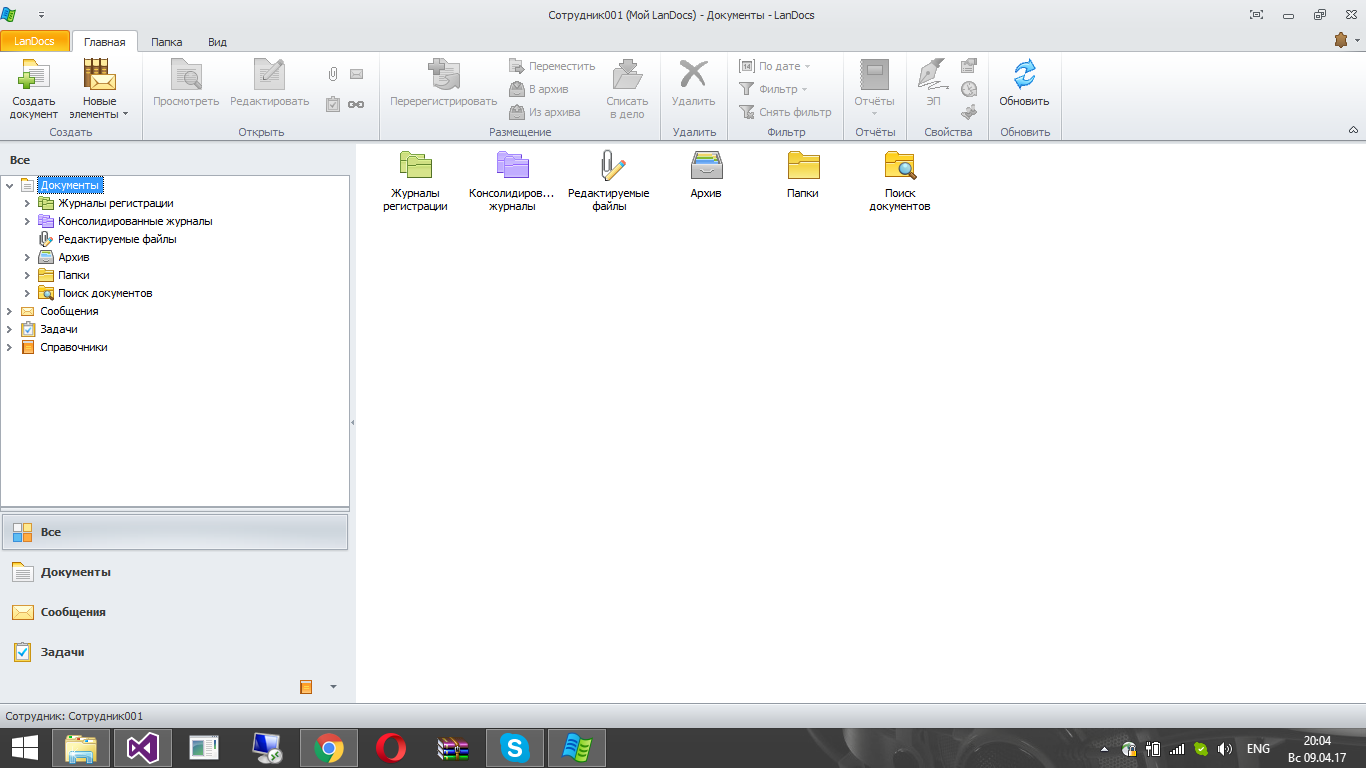 Сотрудник001 (Мой LanDocs) - Документы - LanDocs
LanDocs
Главная
Папка
Вид
Создать
документ
Новые
элементы
Создать
Просмотреть
Редактировать
Открыть
Перерегистрировать
Переместить
В архив
Из архива
Списать
в дело
Размещение
Удалить
Удалить
14
По дате
Фильтр
Снять фильтр
Фильтр
Отчёты
Отчёты
ЭП
Свойства
Обновить
Обновить
Все
Документы
Журналы регистрации
Консолидированные журналы
Редактируемые файлы
Архив
Папки
Поиск документов
Сообщения
Задачи
Справочники
Все
Документы
Сообщения
Задачи
Журналы
регистрации
Консолидиров...
журналы
Редактируемые
файлы
Архив
Папки
Поиск
документов
Сотрудник: Сотрудник001
ENG
20:04
Вс 09.04.17